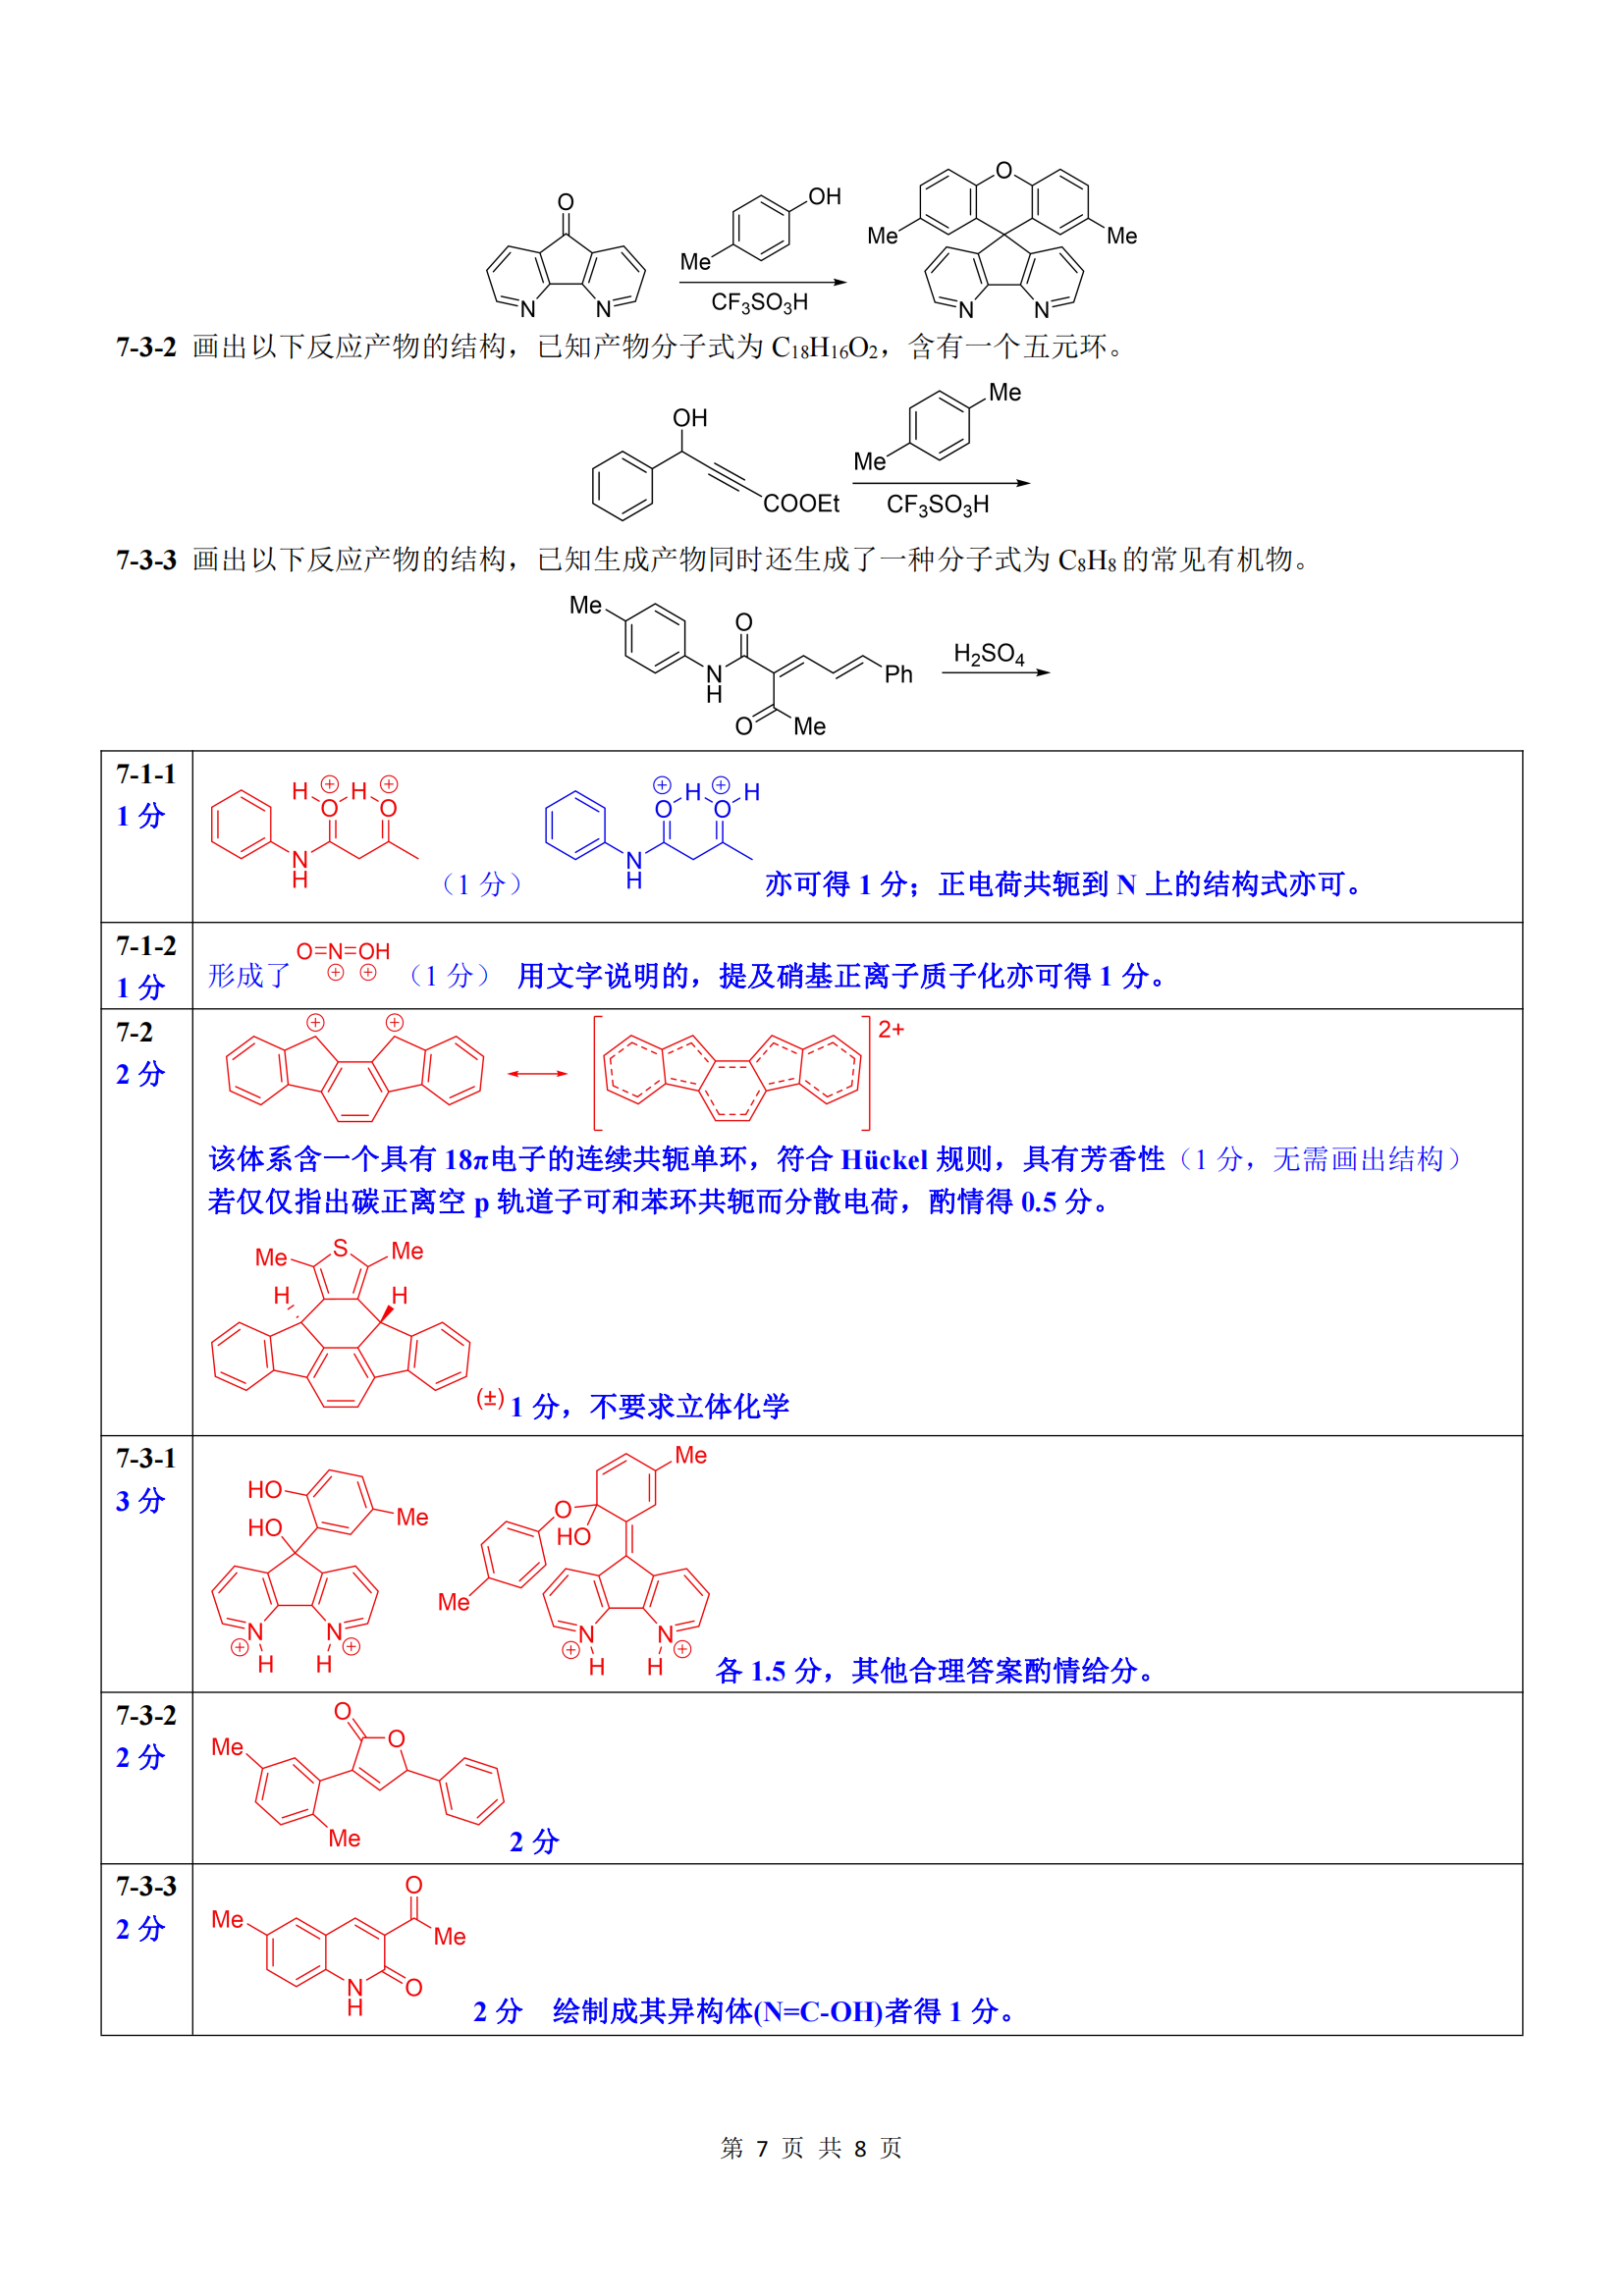 O
N
N
OH
Me
CF₃SO₃H
O
Me
Me
N
N
7-3-2 画出以下反应产物的结构，已知产物分子式为 C₁₈H₁₆O₂，含有一个五元环。
OH
COOEt
Me
Me
CF₃SO₃H
7-3-3 画出以下反应产物的结构，已知生成产物同时还生成了一种分子式为 C₈H₈ 的常见有机物。
Me
N
H
O
O
Me
Ph
H₂SO₄
7-1-1
1 分
H ⊕ H ⊕
O O
N
H
（1 分）
⊕ H ⊕ H
O O
N
H
亦可得 1 分；正电荷共轭到 N 上的结构式亦可。
7-1-2
1 分
形成了
O=N=OH
⊕ ⊕
（1 分） 用文字说明的，提及硝基正离子质子化亦可得 1 分。
7-2
2 分
⊕ ⊕
2+
该体系含一个具有 18π电子的连续共轭单环，符合 Hückel 规则，具有芳香性（1 分，无需画出结构）
若仅仅指出碳正离空 p 轨道子可和苯环共轭而分散电荷，酌情得 0.5 分。
Me S Me
H H
(±) 1 分，不要求立体化学
7-3-1
3 分
HO
HO
Me
N N
⊕ H H ⊕
Me
O
HO
Me
N N
⊕ H H ⊕
各 1.5 分，其他合理答案酌情给分。
7-3-2
2 分
O
O
Me
Me
2 分
7-3-3
2 分
O
Me
Me
N
H
O
2 分 绘制成其异构体(N=C-OH)者得 1 分。
第 7 页 共 8 页